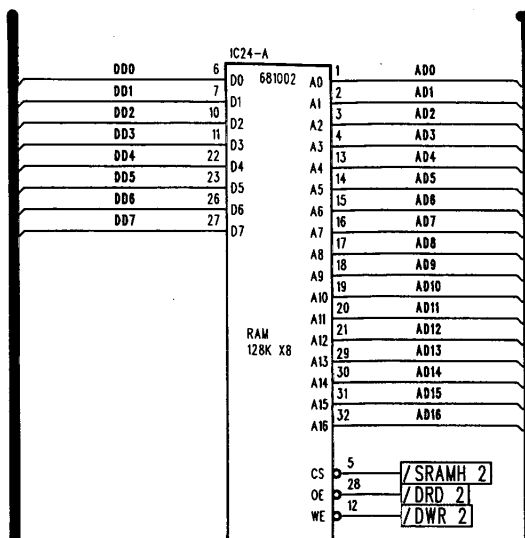 IC24-A
DD0 6 D0 681002 A0 1 AD0
DD1 7 D1 A1 2 AD1
DD2 10 D2 A2 3 AD2
DD3 11 D3 A3 4 AD3
DD4 22 D4 A4 13 AD4
DD5 23 D5 A5 14 AD5
DD6 26 D6 A6 15 AD6
DD7 27 D7 A7 16 AD7
A8 17 AD8
A9 18 AD9
A10 19 AD10
A11 20 AD11
RAM A12 21 AD12
128K X8 A13 29 AD13
A14 30 AD14
A15 31 AD15
A16 32 AD16
CS 5 /SRAMH 2
OE 28 /DRD 2
WE 12 /DWR 2